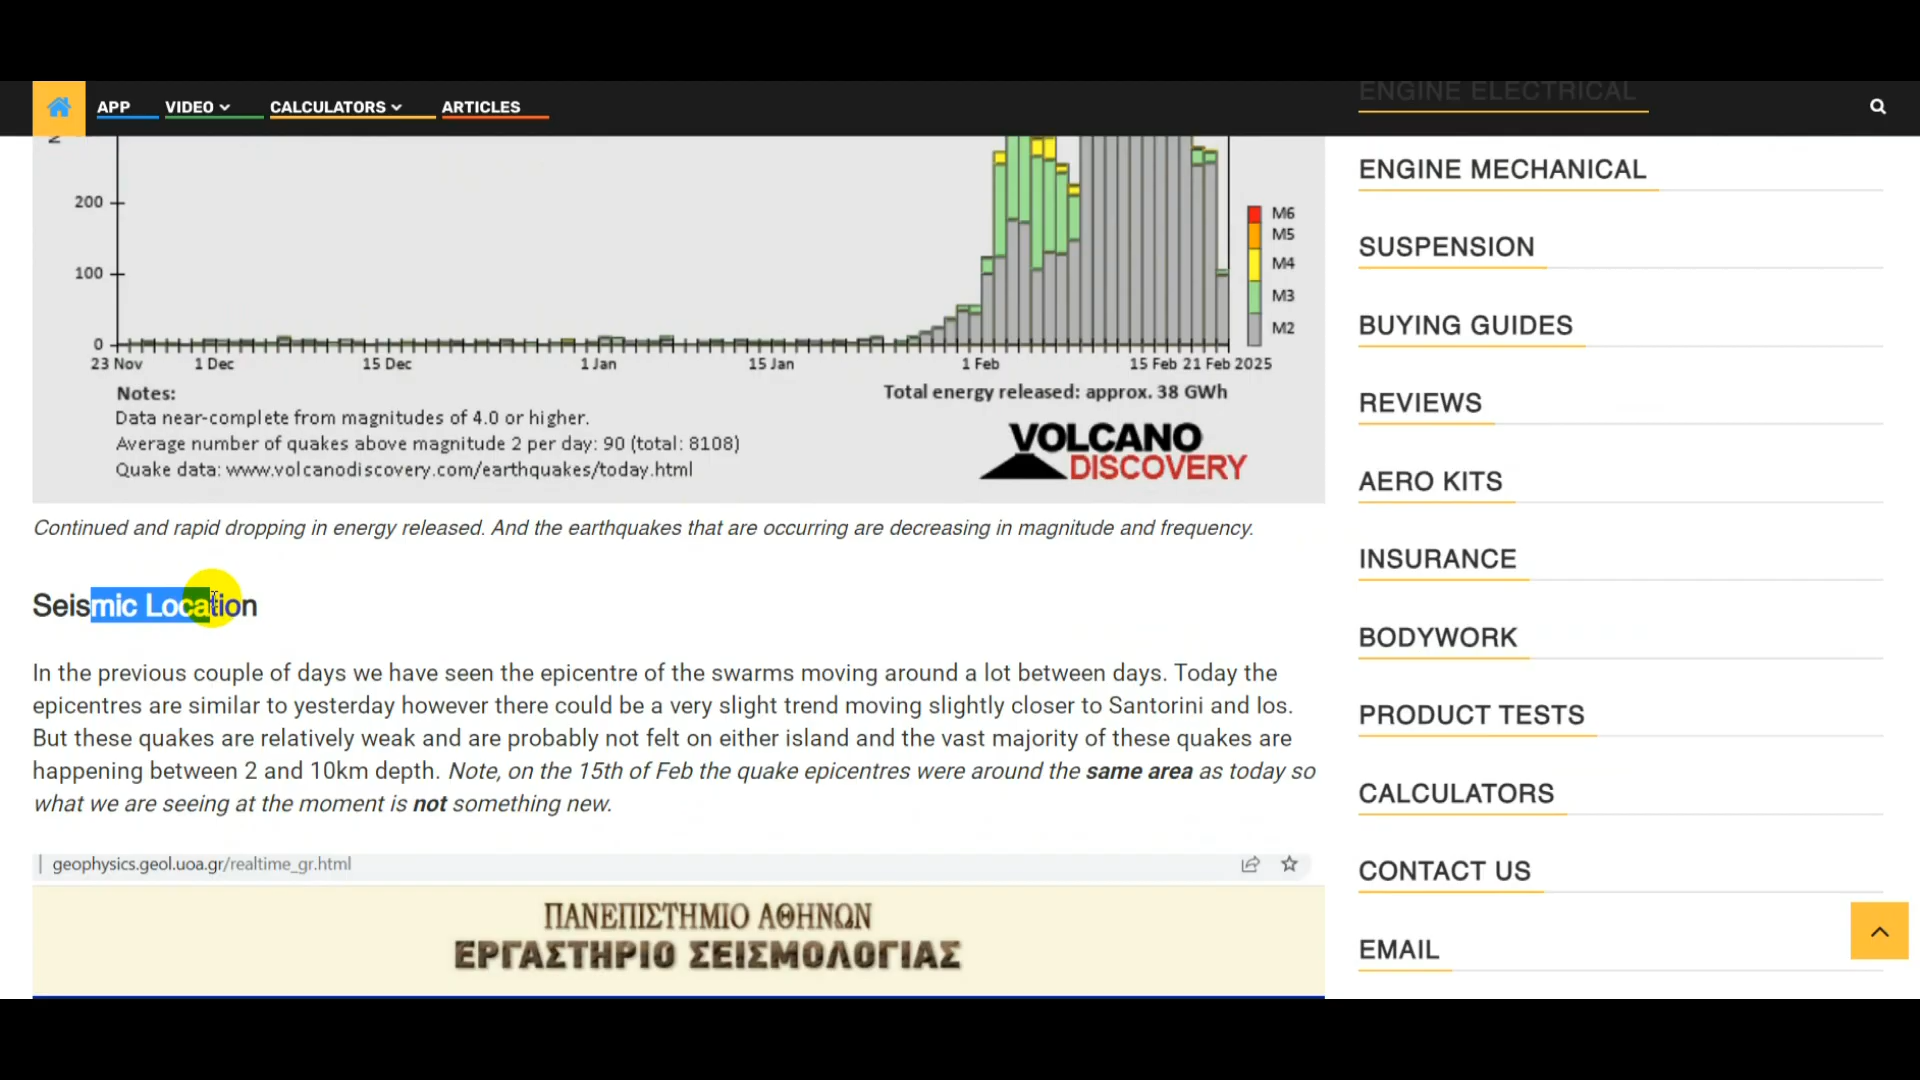 APP VIDEO CALCULATORS ARTICLES
ENGINE ELECTRICAL
200
100
0
23 Nov 1 Dec 15 Dec 1 Jan 15 Jan 1 Feb 15 Feb 21 Feb 2025
M6
M5
M4
M3
M2
Notes:
Total energy released: approx. 38 GWh
Data near-complete from magnitudes of 4.0 or higher.
Average number of quakes above magnitude 2 per day: 90 (total: 8108)
Quake data: www.volcanodiscovery.com/earthquakes/today.html
VOLCANO
DISCOVERY
Continued and rapid dropping in energy released. And the earthquakes that are occurring are decreasing in magnitude and frequency.
Seismic Location
In the previous couple of days we have seen the epicentre of the swarms moving around a lot between days. Today the
epicentres are similar to yesterday however there could be a very slight trend moving slightly closer to Santorini and Ios.
But these quakes are relatively weak and are probably not felt on either island and the vast majority of these quakes are
happening between 2 and 10km depth. Note, on the 15th of Feb the quake epicentres were around the same area as today so
what we are seeing at the moment is not something new.
geophysics.geol.uoa.gr/realtime_gr.html
ΠΑΝΕΠΙΣΤΗΜΙΟ ΑΘΗΝΩΝ
ΕΡΓΑΣΤΗΡΙΟ ΣΕΙΣΜΟΛΟΓΙΑΣ
ENGINE MECHANICAL
SUSPENSION
BUYING GUIDES
REVIEWS
AERO KITS
INSURANCE
BODYWORK
PRODUCT TESTS
CALCULATORS
CONTACT US
EMAIL